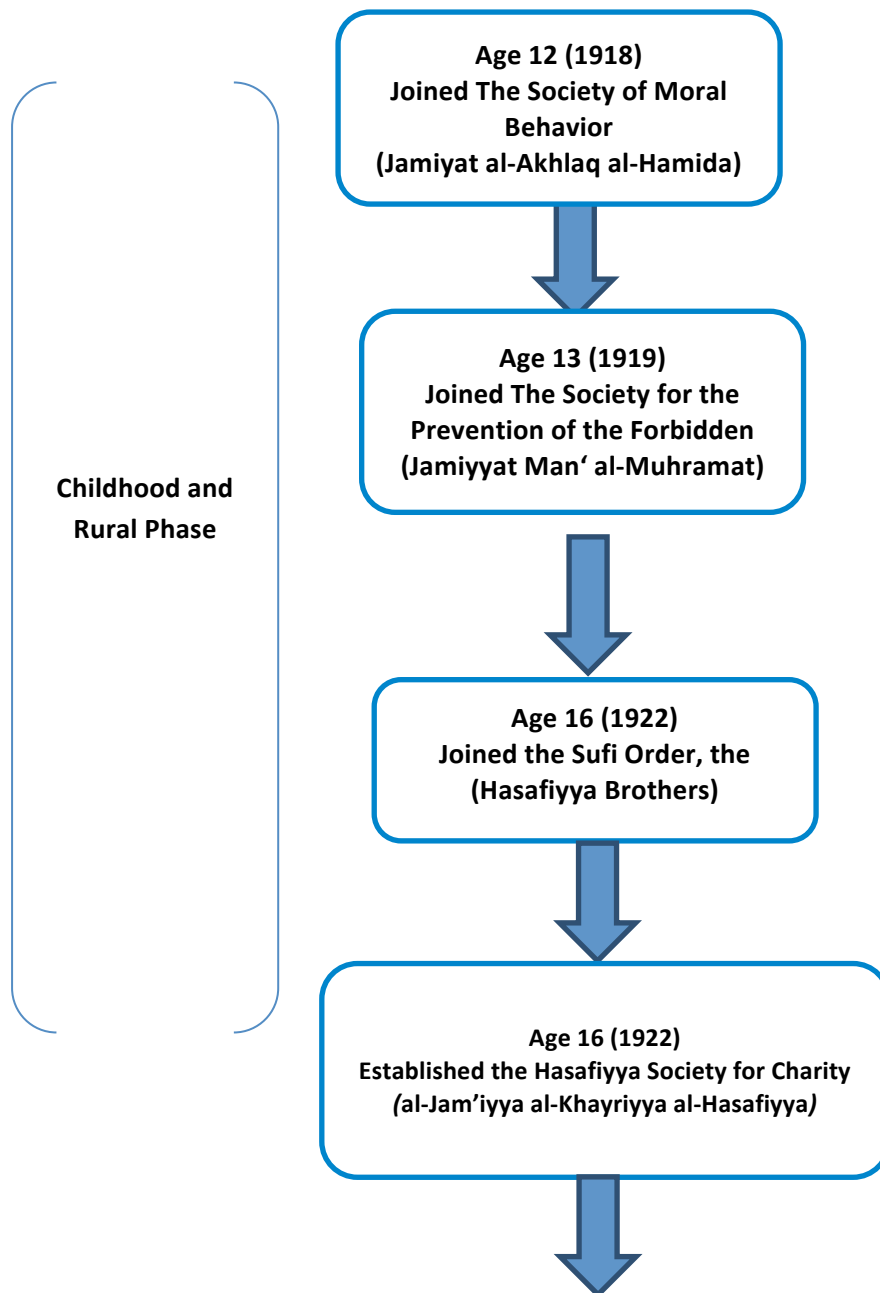 Age 12 (1918)
Joined The Society of Moral
Behavior
(Jamiyat al-Akhlaq al-Hamida)
Age 13 (1919)
Joined The Society for the
Prevention of the Forbidden
(Jamiyyat Man‘ al-Muhramat)
Childhood and
Rural Phase
Age 16 (1922)
Joined the Sufi Order, the
(Hasafiyya Brothers)
Age 16 (1922)
Established the Hasafiyya Society for Charity
(al-Jam’iyya al-Khayriyya al-Hasafiyya)